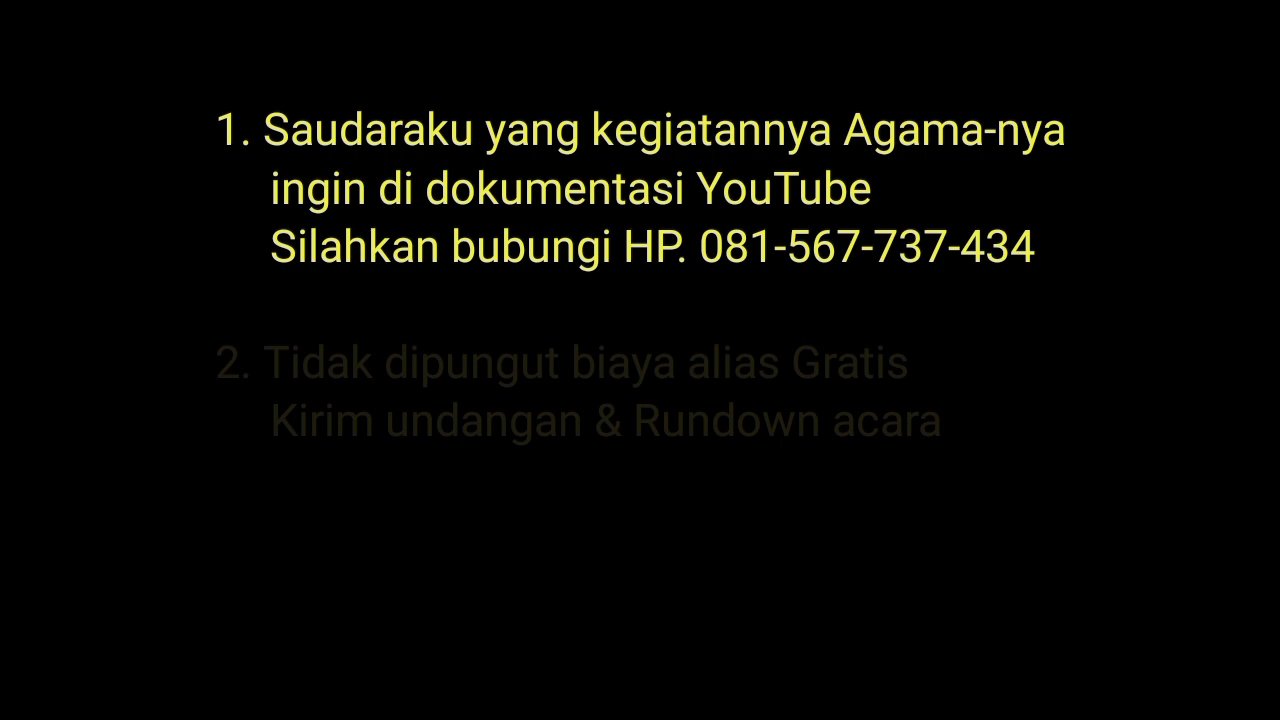 1. Saudaraku yang kegiatannya Agama-nya
ingin di dokumentasi YouTube
Silahkan bubungi HP. 081-567-737-434
2. Tidak dipungut biaya alias Gratis
Kirim undangan & Rundown acara